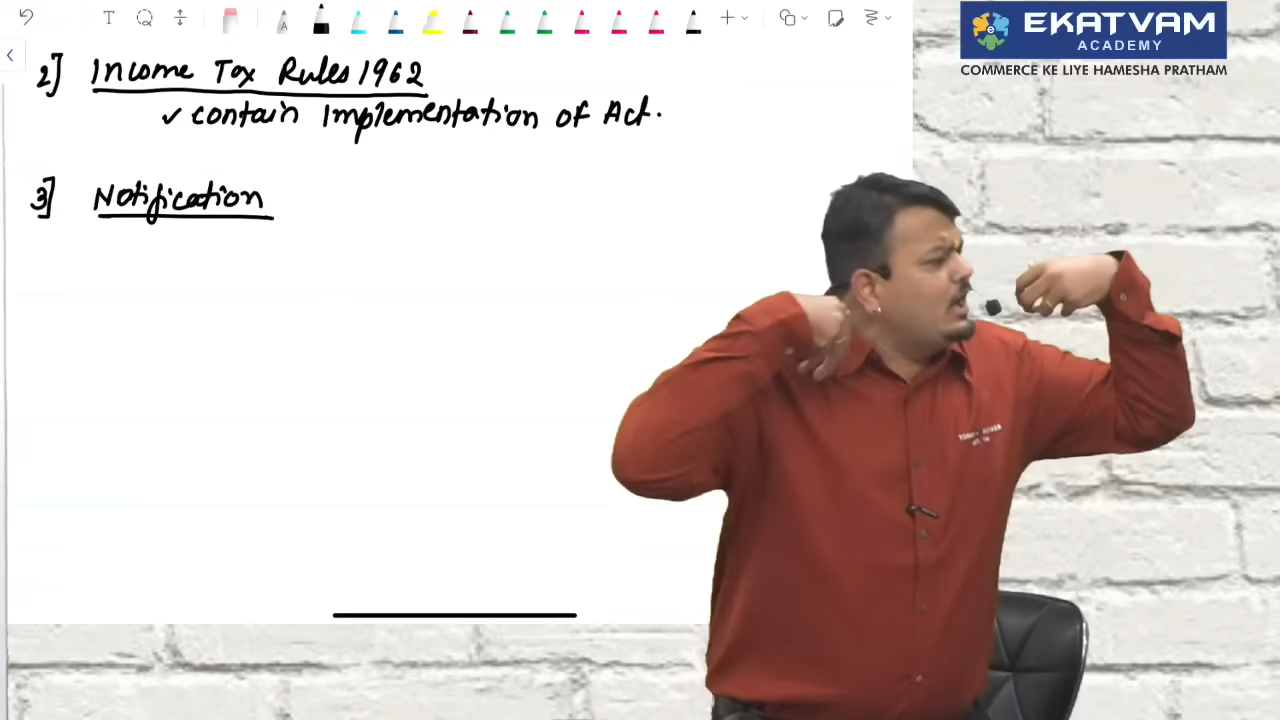 2] Income Tax Rules 1962
✓ contain Implementation of Act.
3] Notification
EKATVAM
ACADEMY
COMMERCE KE LIYE HAMESHA PRATHAM